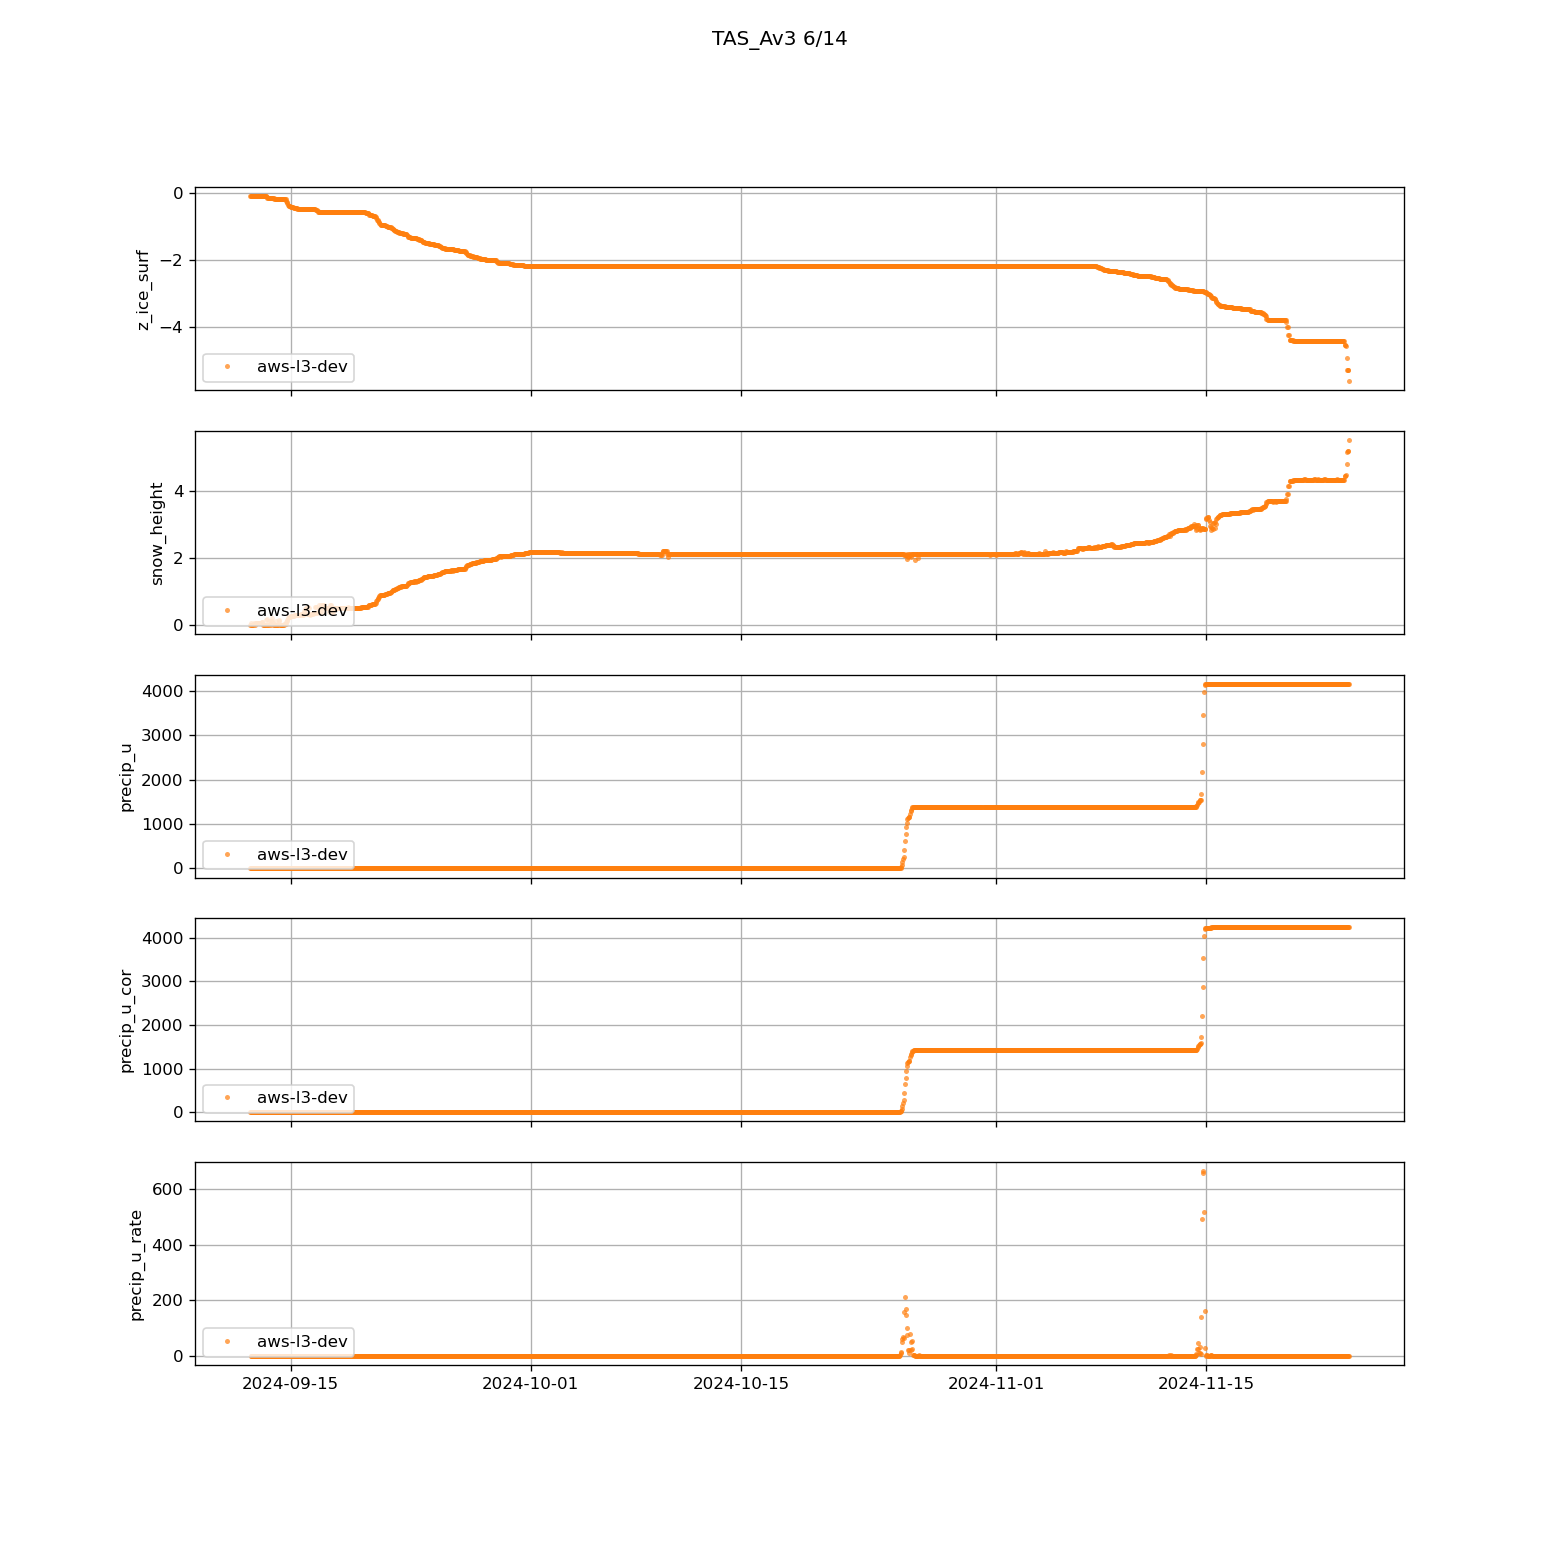 TAS_Av3 6/14
0
−2
−4
z_ice_surf
aws-l3-dev
4
2
0
snow_height
aws-l3-dev
4000
3000
2000
1000
0
precip_u
aws-l3-dev
4000
3000
2000
1000
0
precip_u_cor
aws-l3-dev
600
400
200
0
precip_u_rate
aws-l3-dev
2024-09-15 2024-10-01 2024-10-15 2024-11-01 2024-11-15